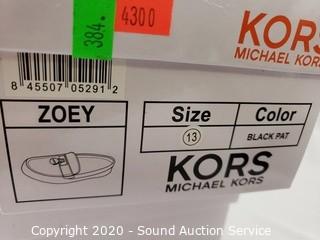 384.
4300
KORS
MICHAEL KORS
8 45507 05291 2
ZOEY
Size
Color
13
BLACK PAT
KORS
MICHAEL KORS
Copyright 2020 - Sound Auction Service